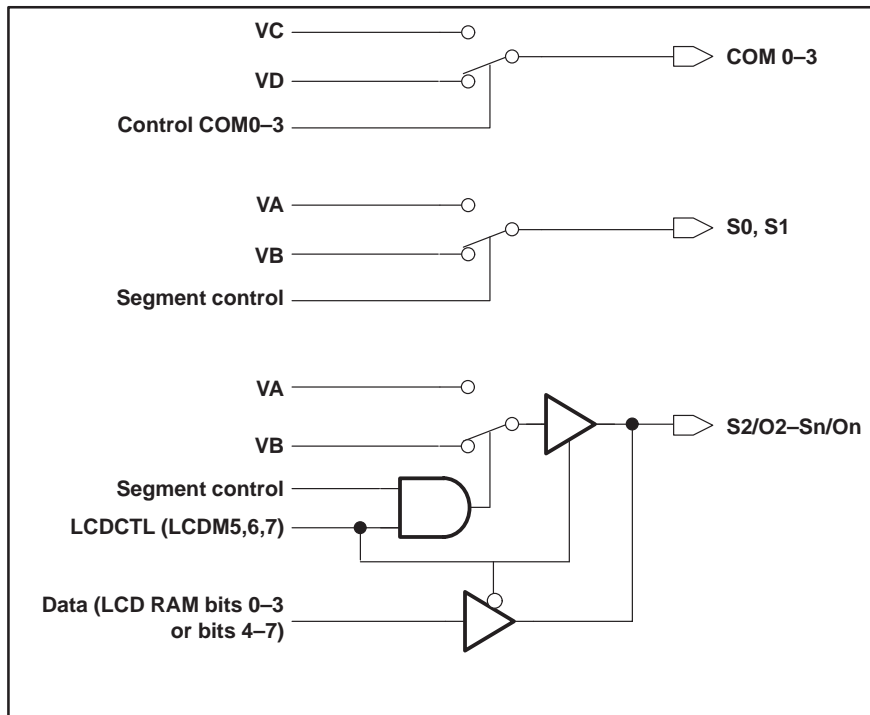 VC
COM 0–3
VD
Control COM0–3
VA
S0, S1
VB
Segment control
VA
S2/O2–Sn/On
VB
Segment control
LCDCTL (LCDM5,6,7)
Data (LCD RAM bits 0–3
or bits 4–7)